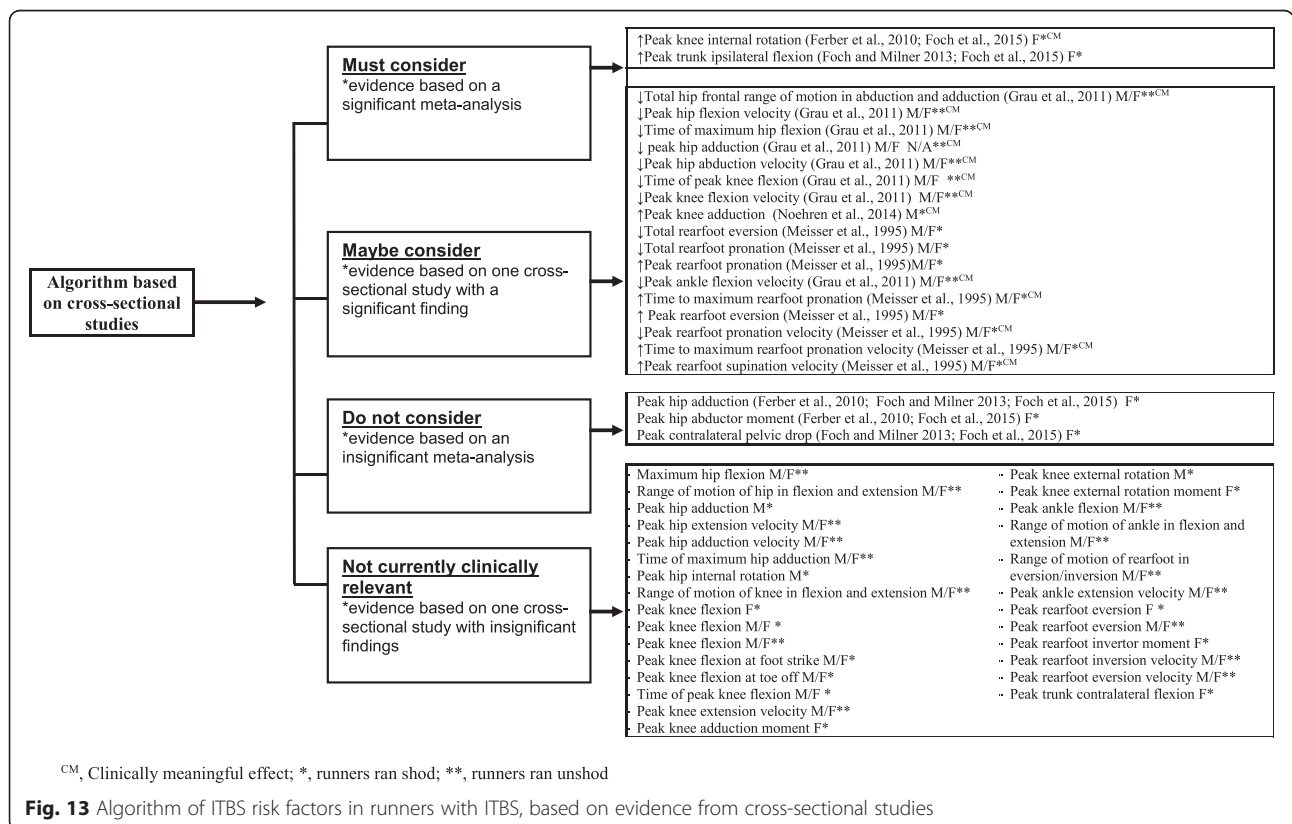 Algorithm based
on cross-sectional
studies
Must consider
*evidence based on a
significant meta-analysis
↑Peak knee internal rotation (Ferber et al., 2010; Foch et al., 2015) F*CM
↑Peak trunk ipsilateral flexion (Foch and Milner 2013; Foch et al., 2015) F*
Maybe consider
*evidence based on one cross-
sectional study with a
significant finding
↓Total hip frontal range of motion in abduction and adduction (Grau et al., 2011) M/F**CM
↓Peak hip flexion velocity (Grau et al., 2011) M/F**CM
↓Time of maximum hip flexion (Grau et al., 2011) M/F**CM
↓ peak hip adduction (Grau et al., 2011) M/F N/A**CM
↓Peak hip abduction velocity (Grau et al., 2011) M/F**CM
↓Time of peak knee flexion (Grau et al., 2011) M/F **CM
↓Peak knee flexion velocity (Grau et al., 2011) M/F**CM
↑Peak knee adduction (Noehren et al., 2014) M*CM
↓Total rearfoot eversion (Meisser et al., 1995) M/F*
↓Total rearfoot pronation (Meisser et al., 1995) M/F*
↑Peak rearfoot pronation (Meisser et al., 1995)M/F*
↓Peak ankle flexion velocity (Grau et al., 2011) M/F**CM
↑Time to maximum rearfoot pronation (Meisser et al., 1995) M/F*CM
↑ Peak rearfoot eversion (Meisser et al., 1995) M/F*
↓Peak rearfoot pronation velocity (Meisser et al., 1995) M/F*CM
↑Time to maximum rearfoot pronation velocity (Meisser et al., 1995) M/F*CM
↑Peak rearfoot supination velocity (Meisser et al., 1995) M/F*CM
Do not consider
*evidence based on an
insignificant meta-analysis
Peak hip adduction (Ferber et al., 2010; Foch and Milner 2013; Foch et al., 2015) F*
Peak hip abductor moment (Ferber et al., 2010; Foch et al., 2015) F*
Peak contralateral pelvic drop (Foch and Milner 2013; Foch et al., 2015) F*
Not currently clinically
relevant
*evidence based on one cross-
sectional study with insignificant
findings
- Maximum hip flexion M/F**
- Range of motion of hip in flexion and extension M/F**
- Peak hip adduction M*
- Peak hip extension velocity M/F**
- Peak hip adduction velocity M/F**
- Time of maximum hip adduction M/F**
- Peak hip internal rotation M*
- Range of motion of knee in flexion and extension M/F**
- Peak knee flexion F*
- Peak knee flexion M/F *
- Peak knee flexion M/F**
- Peak knee flexion at foot strike M/F*
- Peak knee flexion at toe off M/F*
- Time of peak knee flexion M/F *
- Peak knee extension velocity M/F**
- Peak knee adduction moment F*
- Peak knee external rotation M*
- Peak knee external rotation moment F*
- Peak ankle flexion M/F**
- Range of motion of ankle in flexion and
extension M/F**
- Range of motion of rearfoot in
eversion/inversion M/F**
- Peak ankle extension velocity M/F**
- Peak rearfoot eversion F *
- Peak rearfoot eversion M/F**
- Peak rearfoot invertor moment F*
- Peak rearfoot inversion velocity M/F**
- Peak rearfoot eversion velocity M/F**
- Peak trunk contralateral flexion F*
CM, Clinically meaningful effect; *, runners ran shod; **, runners ran unshod
Fig. 13 Algorithm of ITBS risk factors in runners with ITBS, based on evidence from cross-sectional studies